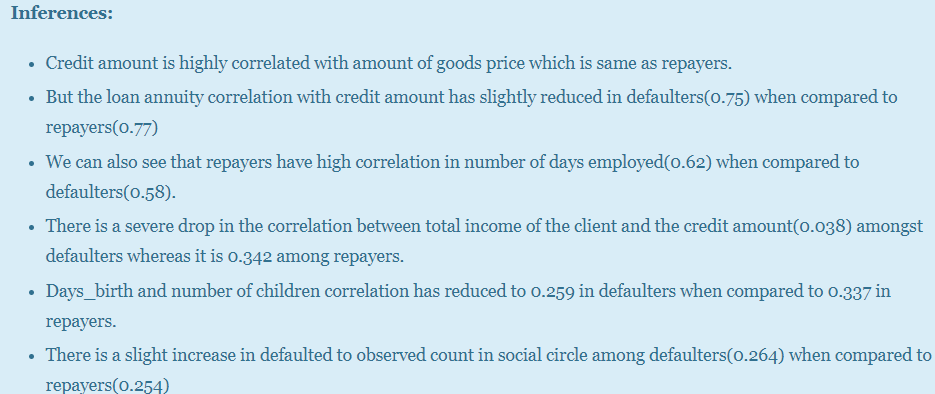 Inferences:
• Credit amount is highly correlated with amount of goods price which is same as repayers.
• But the loan annuity correlation with credit amount has slightly reduced in defaulters(0.75) when compared to
repayers(0.77)
• We can also see that repayers have high correlation in number of days employed(0.62) when compared to
defaulters(0.58).
• There is a severe drop in the correlation between total income of the client and the credit amount(0.038) amongst
defaulters whereas it is 0.342 among repayers.
• Days_birth and number of children correlation has reduced to 0.259 in defaulters when compared to 0.337 in
repayers.
• There is a slight increase in defaulted to observed count in social circle among defaulters(0.264) when compared to
repayers(0.254)